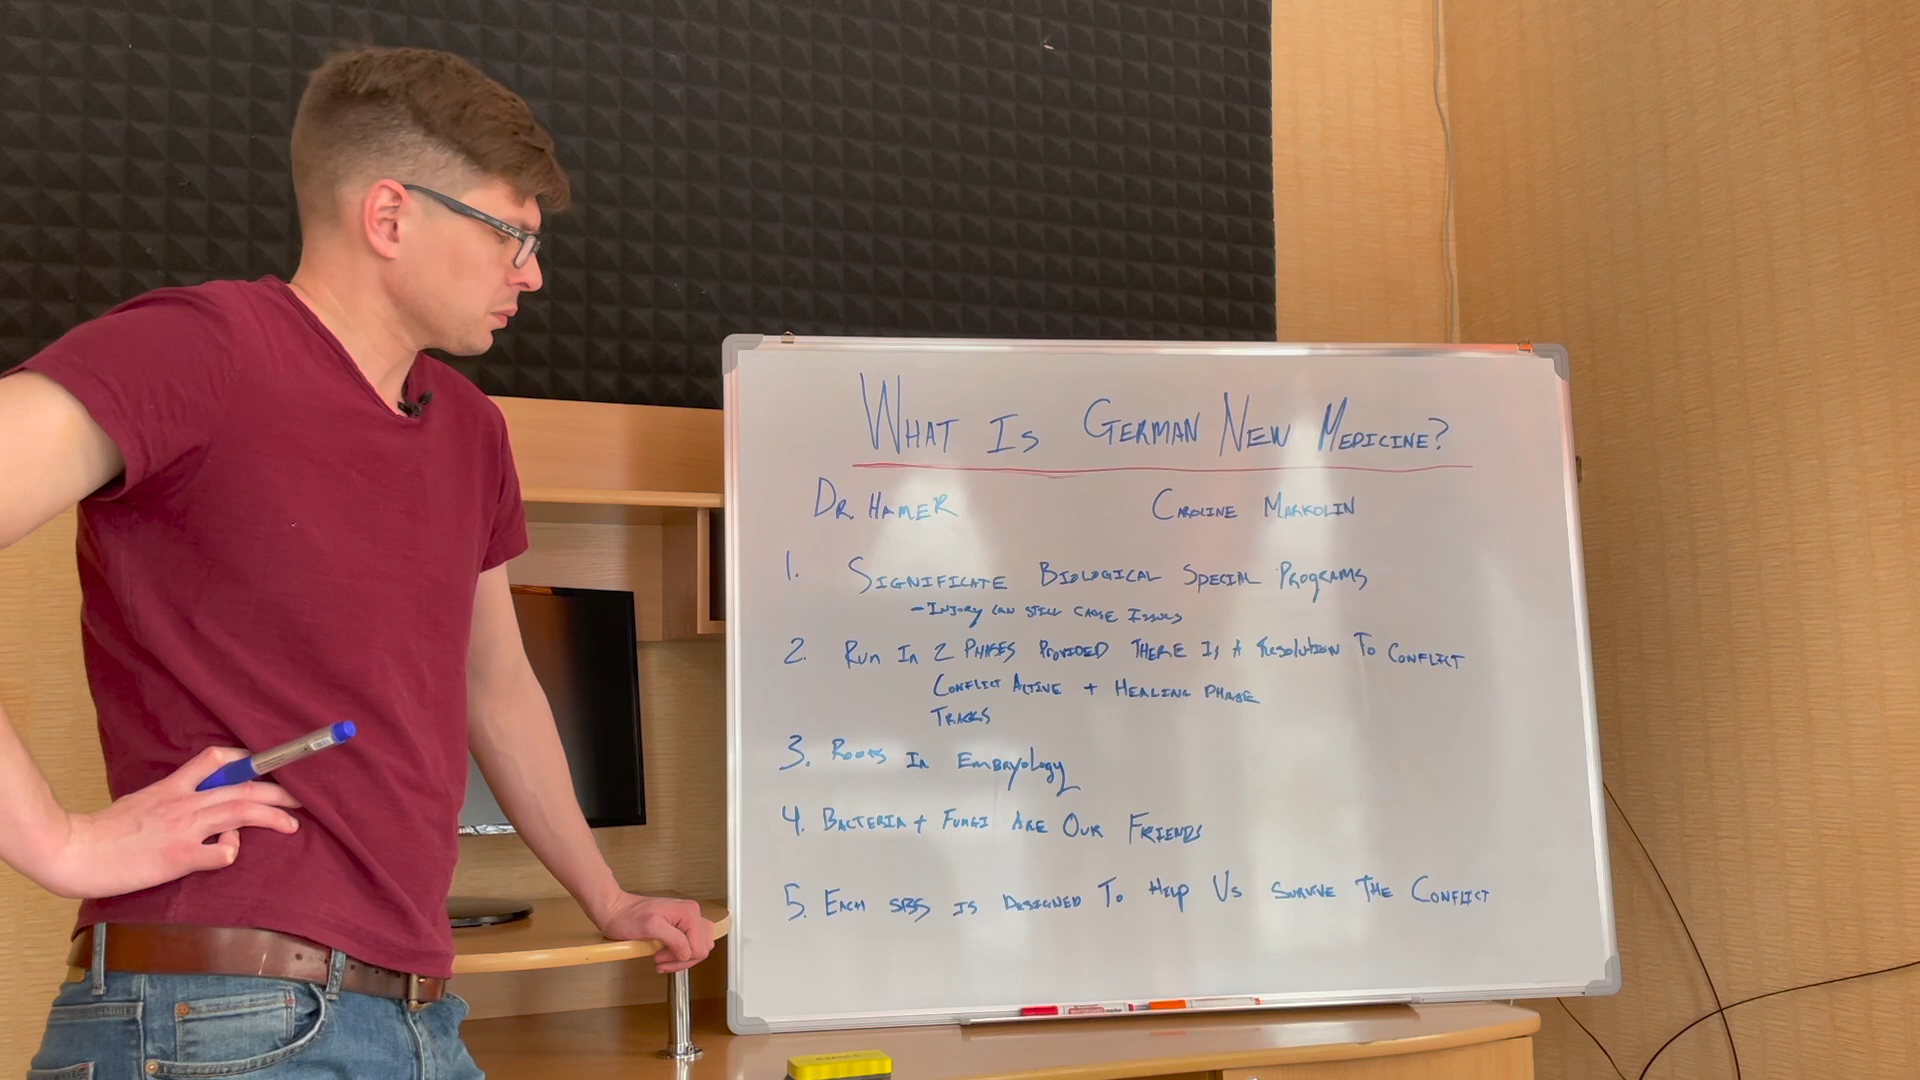 WHAT IS GERMAN NEW MEDICINE?
DR HAMER
CAROLINE MARKOLIN
1. SIGNIFICATE BIOLOGICAL SPECIAL PROGRAMS
- INJURY CAN STILL CAUSE ISSUES
2. RUN IN 2 PHASES PROVIDED THERE IS A RESOLUTION TO CONFLICT
CONFLICT ACTIVE + HEALING PHASE
TRACKS
3. ROOTS IN EMBRYOLOGY
4. BACTERIA + FUNGI ARE OUR FRIENDS
5. EACH SBS IS DESIGNED TO HELP US SURVIVE THE CONFLICT